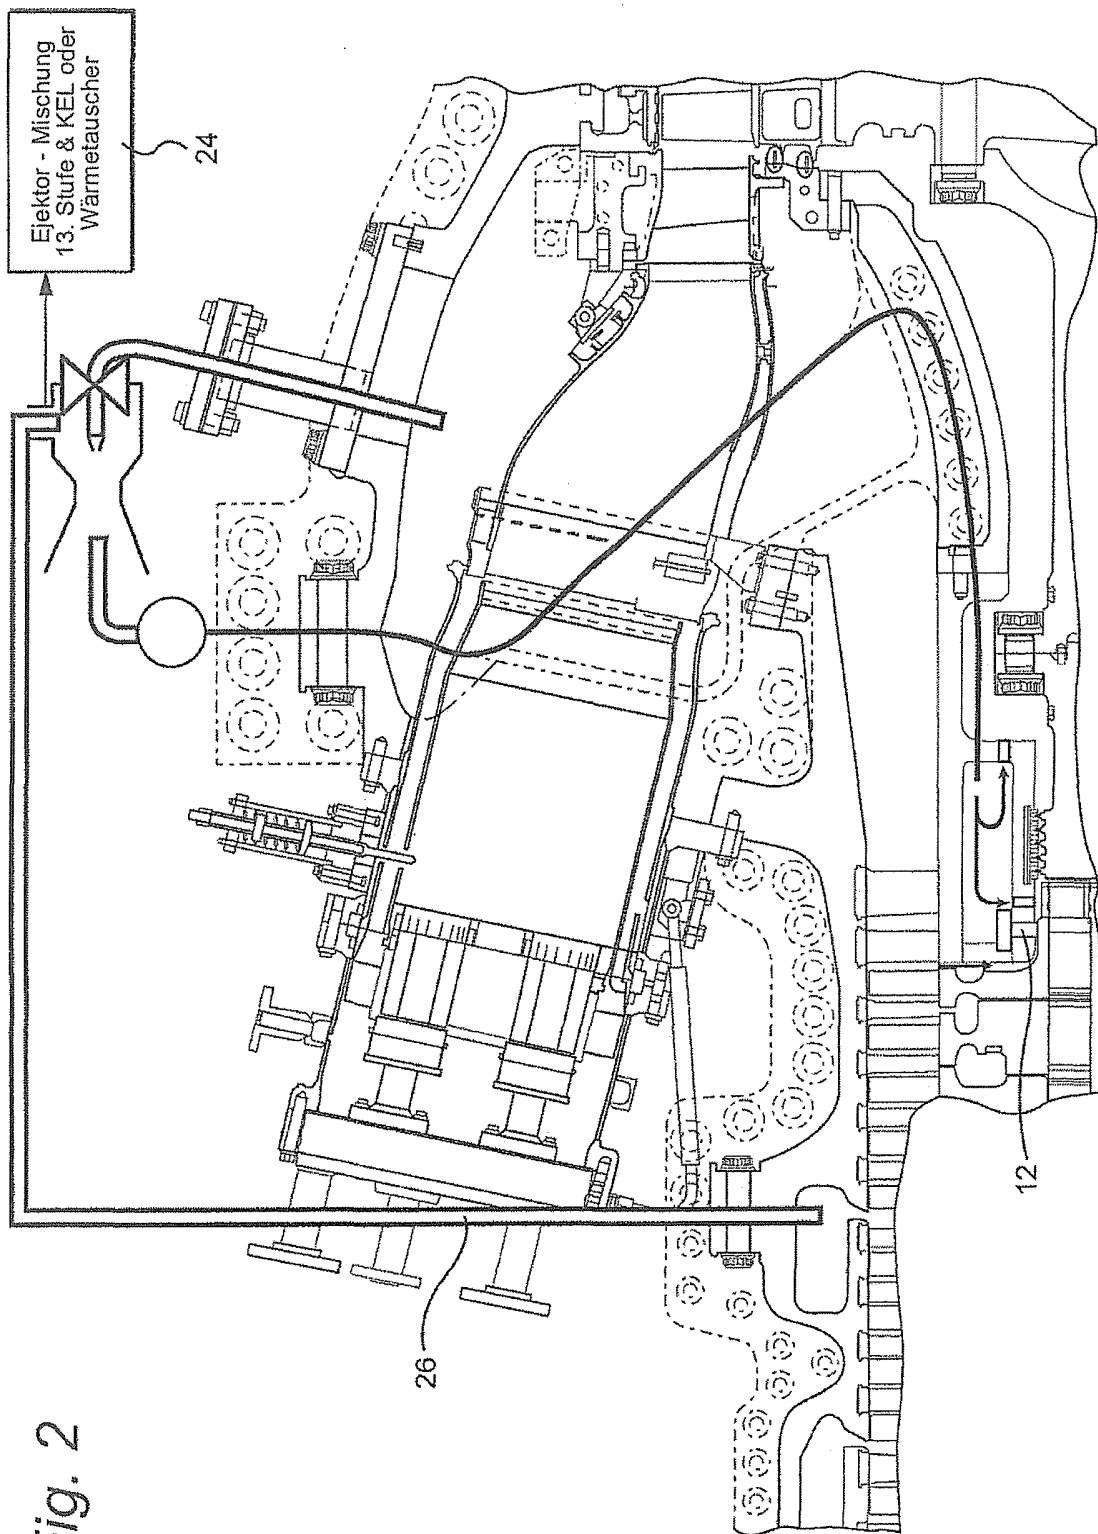 Ejektor - Mischung
13. Stufe & KEL oder
Wärmetauscher
24
12
26
Fig. 2